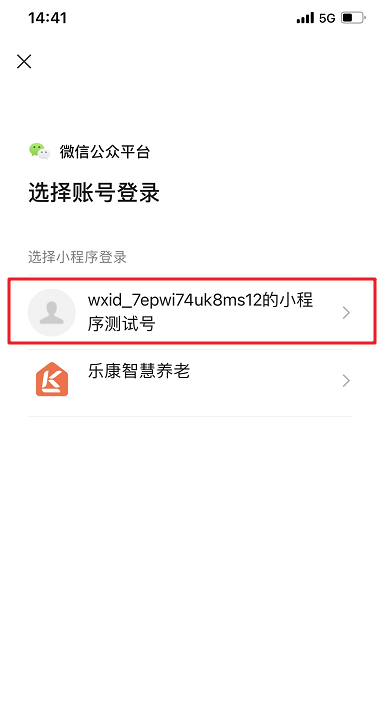 14:41
5G
微信公众平台
选择账号登录
选择小程序登录
wxid_7epwi74uk8ms12的小程
序测试号
乐康智慧养老